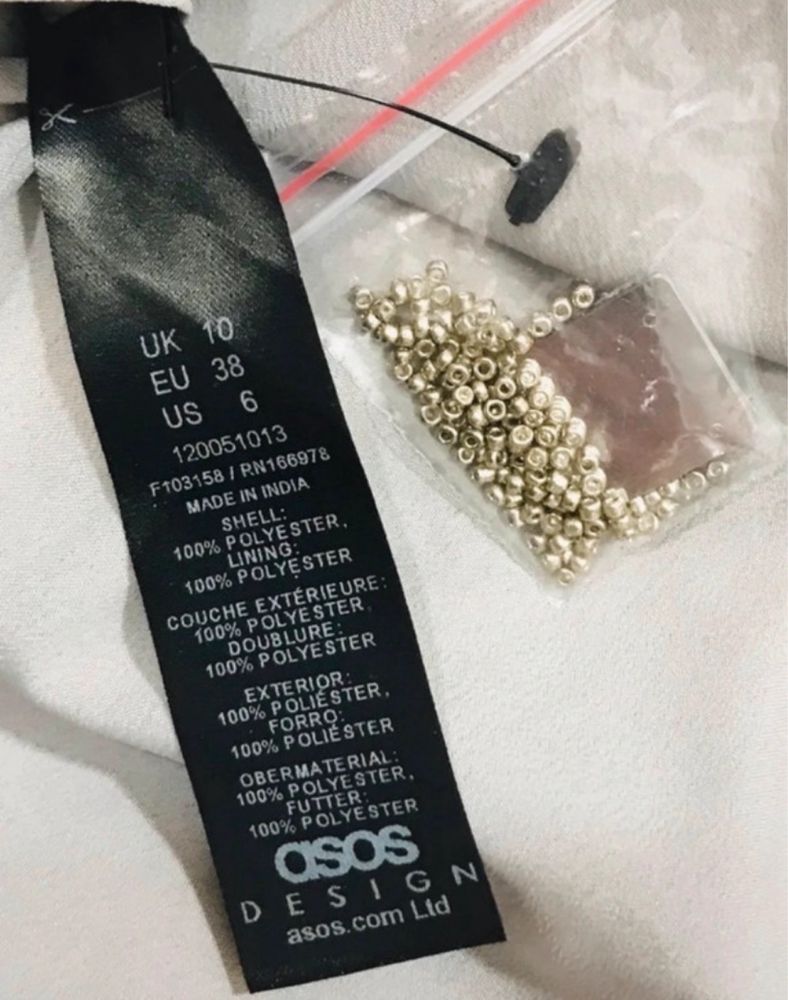 UK 10
EU 38
US 6
120051013
F103158 / RN166978
MADE IN INDIA
SHELL:
100% POLYESTER,
LINING:
100% POLYESTER
COUCHE EXTÉRIEURE:
100% POLYESTER,
DOUBLURE:
100% POLYESTER
EXTERIOR:
100% POLIÉSTER,
FORRO:
100% POLIÉSTER
OBERMATERIAL:
100% POLYESTER,
FUTTER:
100% POLYESTER
asos
DESIGN
asos.com Ltd